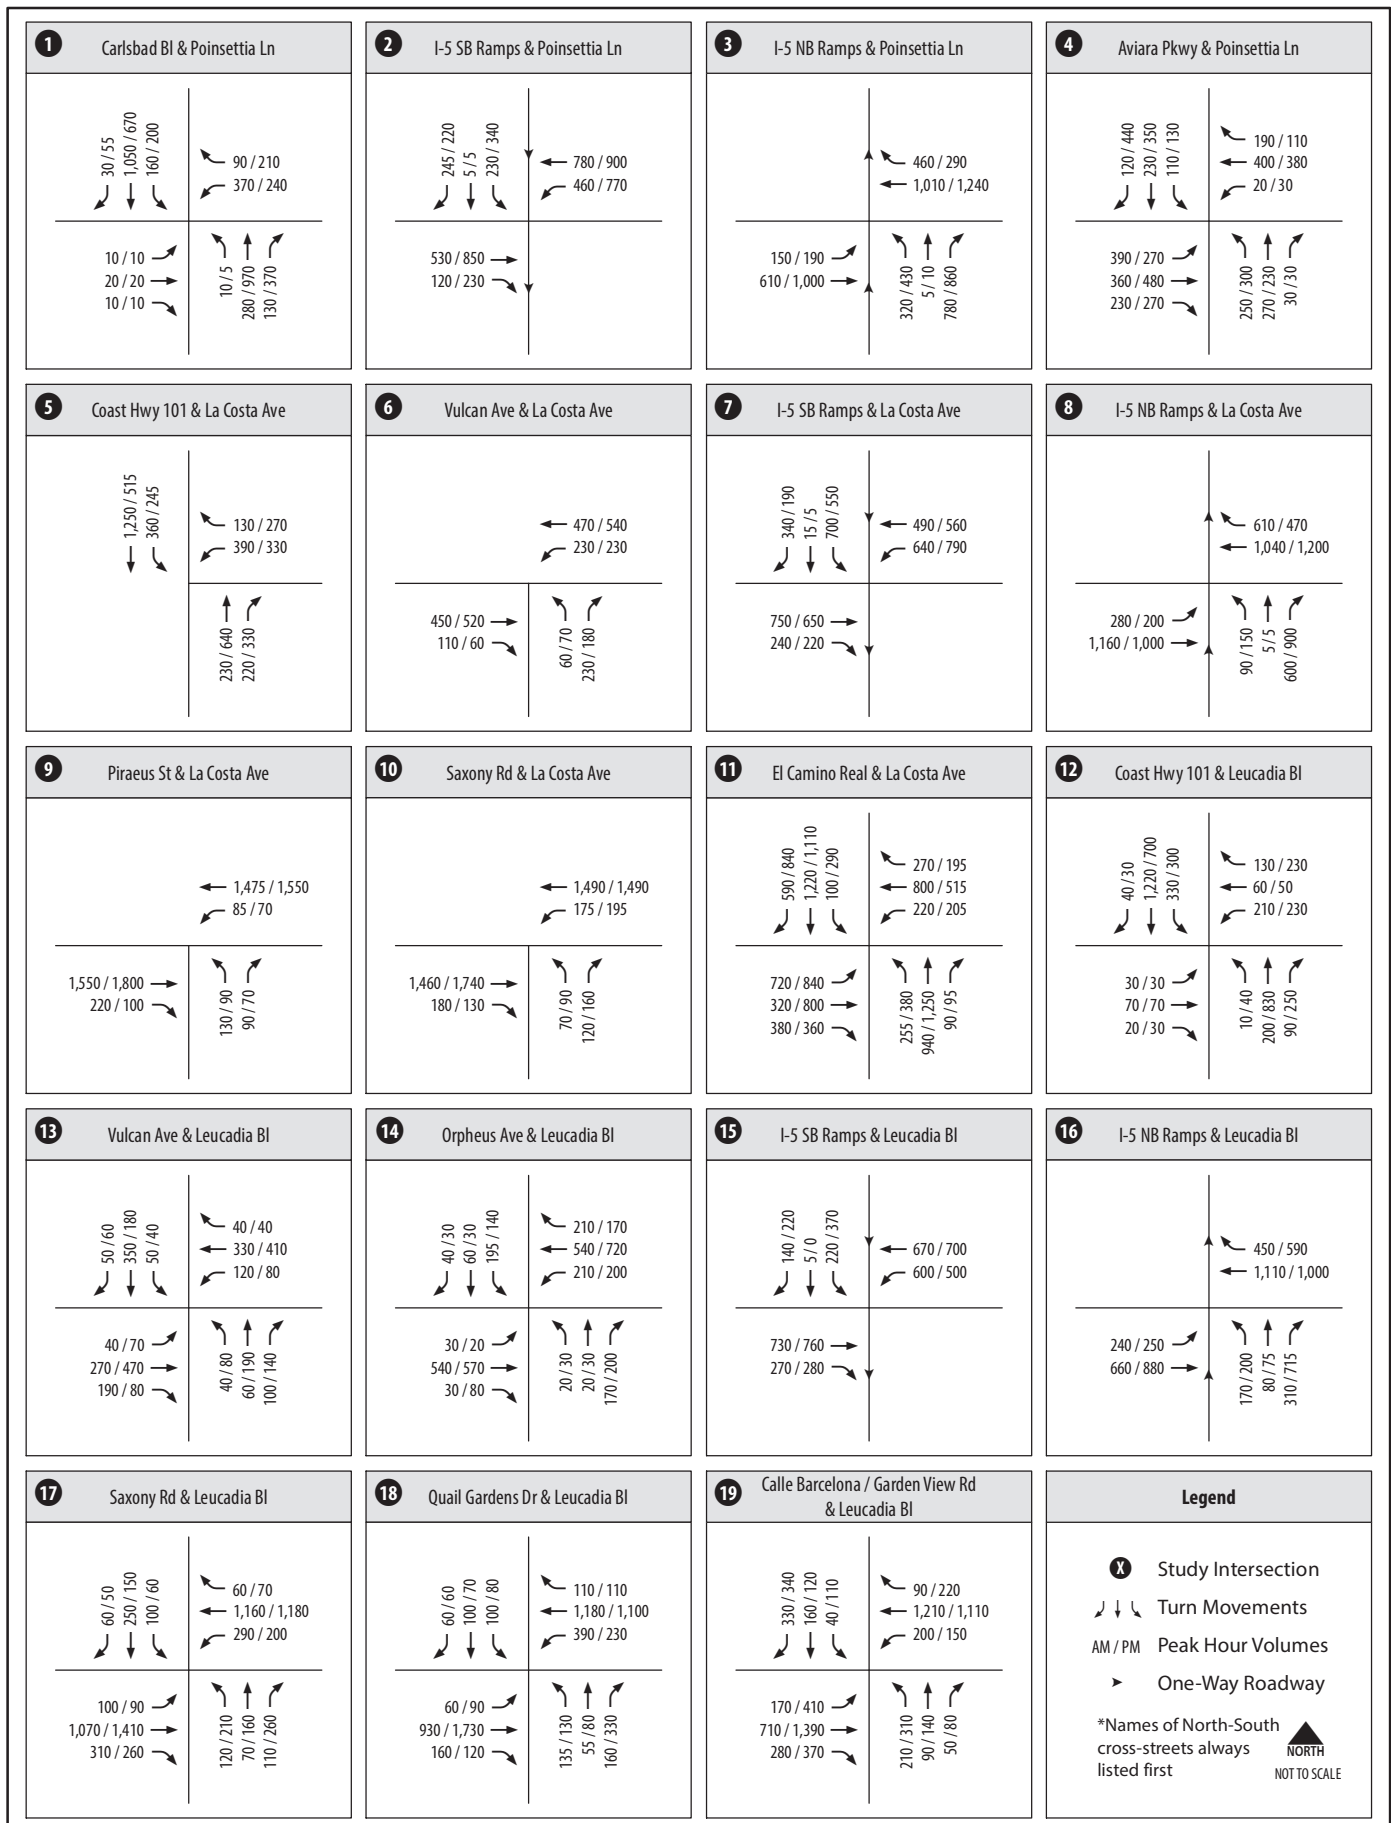 1
Carlsbad Bl & Poinsettia Ln
30 / 55
1,050 / 670
160 / 200
90 / 210
370 / 240
10 / 10
20 / 20
10 / 10
10 / 5
280 / 970
130 / 370
2
I-5 SB Ramps & Poinsettia Ln
245 / 220
5 / 5
230 / 340
780 / 900
460 / 770
530 / 850
120 / 230
3
I-5 NB Ramps & Poinsettia Ln
460 / 290
1,010 / 1,240
150 / 190
610 / 1,000
320 / 430
5 / 10
780 / 860
4
Aviara Pkwy & Poinsettia Ln
120 / 440
230 / 350
110 / 130
190 / 110
400 / 380
20 / 30
390 / 270
360 / 480
230 / 270
250 / 300
270 / 230
30 / 30
5
Coast Hwy 101 & La Costa Ave
1,250 / 515
360 / 245
130 / 270
390 / 330
230 / 640
220 / 330
6
Vulcan Ave & La Costa Ave
470 / 540
230 / 230
450 / 520
110 / 60
60 / 70
230 / 180
7
I-5 SB Ramps & La Costa Ave
340 / 190
15 / 5
700 / 550
490 / 560
640 / 790
750 / 650
240 / 220
8
I-5 NB Ramps & La Costa Ave
610 / 470
1,040 / 1,200
280 / 200
1,160 / 1,000
90 / 150
5 / 5
600 / 900
9
Piraeus St & La Costa Ave
1,475 / 1,550
85 / 70
1,550 / 1,800
220 / 100
130 / 90
90 / 70
10
Saxony Rd & La Costa Ave
1,490 / 1,490
175 / 195
1,460 / 1,740
180 / 130
70 / 90
120 / 160
11
El Camino Real & La Costa Ave
590 / 840
1,220 / 1,110
100 / 290
270 / 195
800 / 515
220 / 205
720 / 840
320 / 800
380 / 360
255 / 380
940 / 1,250
90 / 95
12
Coast Hwy 101 & Leucadia Bl
40 / 30
1,220 / 700
330 / 300
130 / 230
60 / 50
210 / 230
30 / 30
70 / 70
20 / 30
10 / 40
200 / 830
90 / 250
13
Vulcan Ave & Leucadia Bl
50 / 60
350 / 180
50 / 40
40 / 40
330 / 410
120 / 80
40 / 70
270 / 470
190 / 80
40 / 80
60 / 190
100 / 140
14
Orpheus Ave & Leucadia Bl
40 / 30
60 / 30
195 / 140
210 / 170
540 / 720
210 / 200
30 / 20
540 / 570
30 / 80
20 / 30
20 / 30
170 / 200
15
I-5 SB Ramps & Leucadia Bl
140 / 220
5 / 0
220 / 370
670 / 700
600 / 500
730 / 760
270 / 280
16
I-5 NB Ramps & Leucadia Bl
450 / 590
1,110 / 1,000
240 / 250
660 / 880
170 / 200
80 / 75
310 / 715
17
Saxony Rd & Leucadia Bl
60 / 50
250 / 150
100 / 60
60 / 70
1,160 / 1,180
290 / 200
100 / 90
1,070 / 1,410
310 / 260
120 / 210
70 / 160
110 / 260
18
Quail Gardens Dr & Leucadia Bl
60 / 60
100 / 70
100 / 80
110 / 110
1,180 / 1,100
390 / 230
60 / 90
930 / 1,730
160 / 120
135 / 130
55 / 80
160 / 330
19
Calle Barcelona / Garden View Rd
& Leucadia Bl
330 / 340
160 / 120
40 / 110
90 / 220
1,210 / 1,110
200 / 150
170 / 410
710 / 1,390
280 / 370
210 / 310
90 / 140
50 / 80
Legend
X Study Intersection
Turn Movements
AM / PM Peak Hour Volumes
One-Way Roadway
*Names of North-South
cross-streets always
listed first
NORTH
NOT TO SCALE